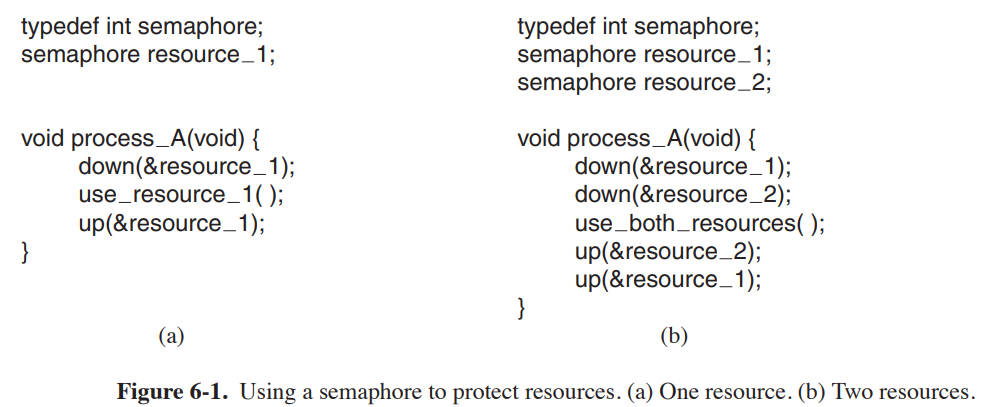 typedef int semaphore;
semaphore resource_1;
void process_A(void) {
down(&resource_1);
use_resource_1( );
up(&resource_1);
}
(a)
typedef int semaphore;
semaphore resource_1;
semaphore resource_2;
void process_A(void) {
down(&resource_1);
down(&resource_2);
use_both_resources( );
up(&resource_2);
up(&resource_1);
}
(b)
Figure 6-1. Using a semaphore to protect resources. (a) One resource. (b) Two resources.